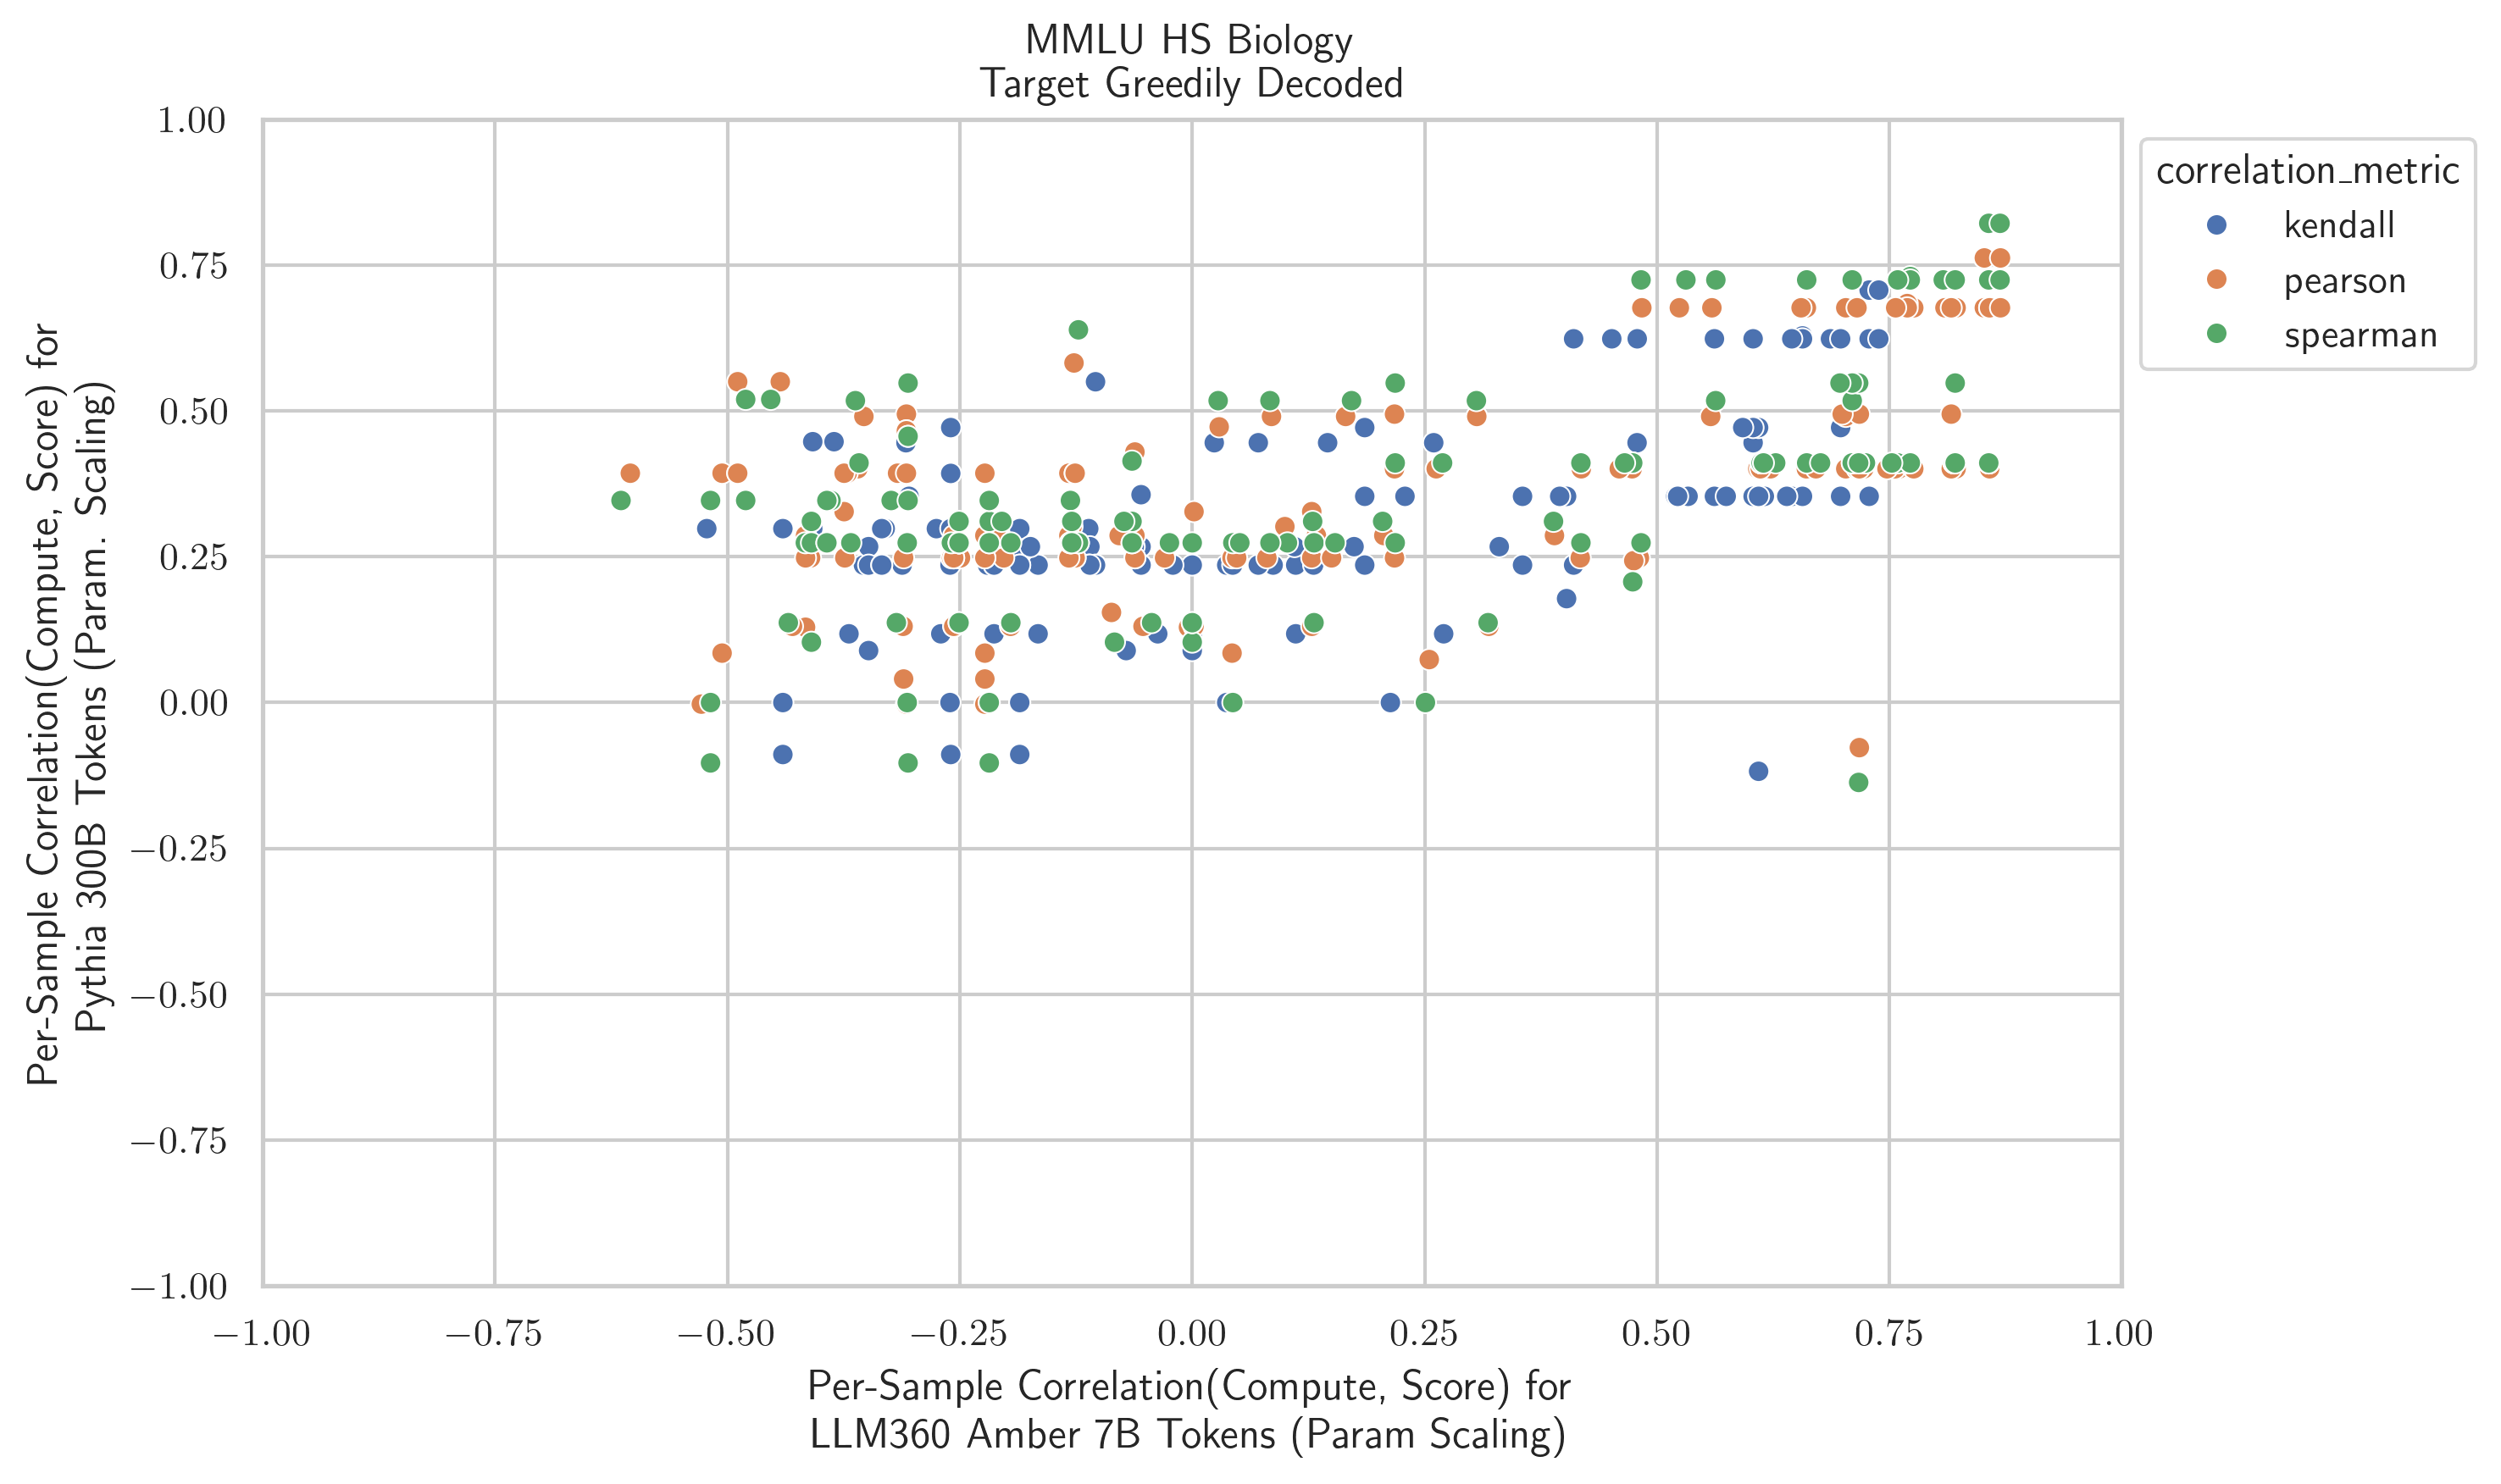 MMLU HS Biology
Target Greedily Decoded
Per-Sample Correlation(Compute, Score) for
Pythia 300B Tokens (Param. Scaling)
1.00
0.75
0.50
0.25
0.00
−0.25
−0.50
−0.75
−1.00
−1.00 −0.75 −0.50 −0.25 0.00 0.25 0.50 0.75 1.00
Per-Sample Correlation(Compute, Score) for
LLM360 Amber 7B Tokens (Param Scaling)
correlation_metric
kendall
pearson
spearman